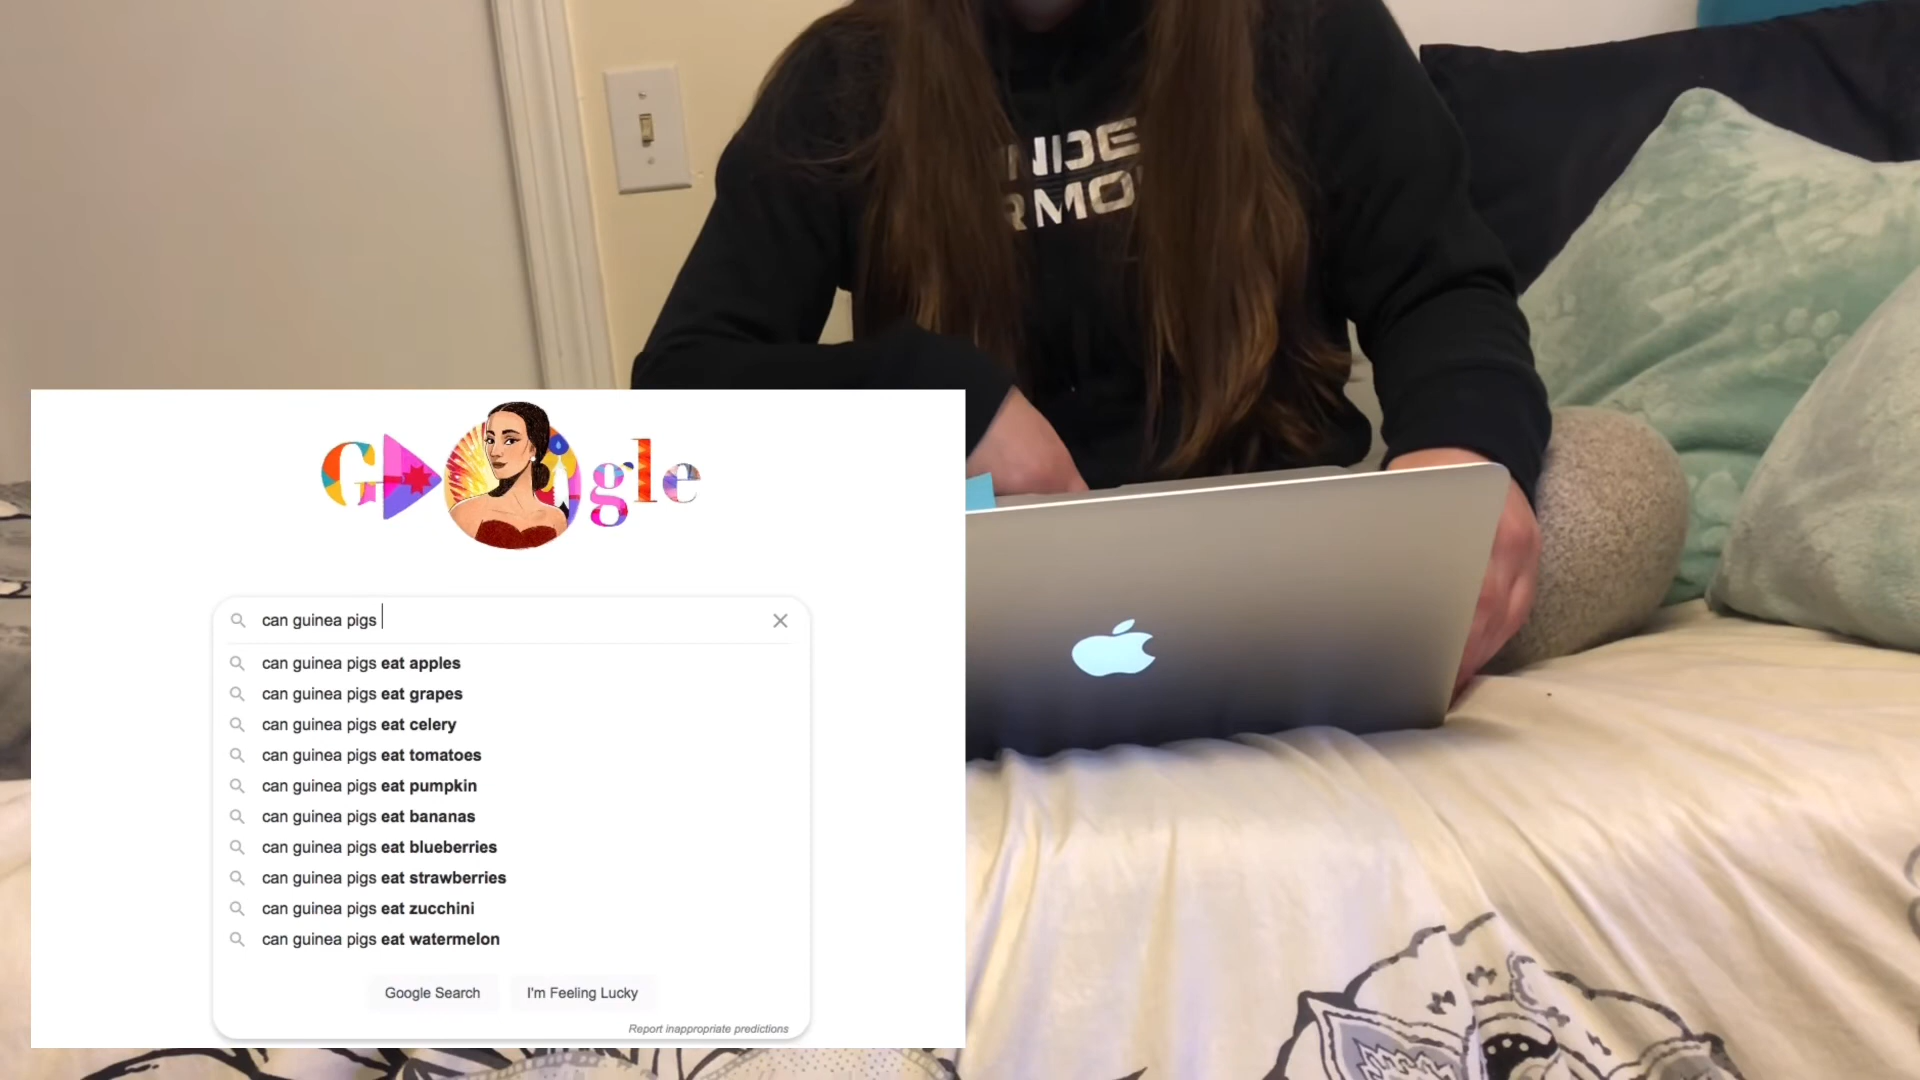 NDE
RMO
Google
can guinea pigs
can guinea pigs eat apples
can guinea pigs eat grapes
can guinea pigs eat celery
can guinea pigs eat tomatoes
can guinea pigs eat pumpkin
can guinea pigs eat bananas
can guinea pigs eat blueberries
can guinea pigs eat strawberries
can guinea pigs eat zucchini
can guinea pigs eat watermelon
Google Search I'm Feeling Lucky
Report inappropriate predictions